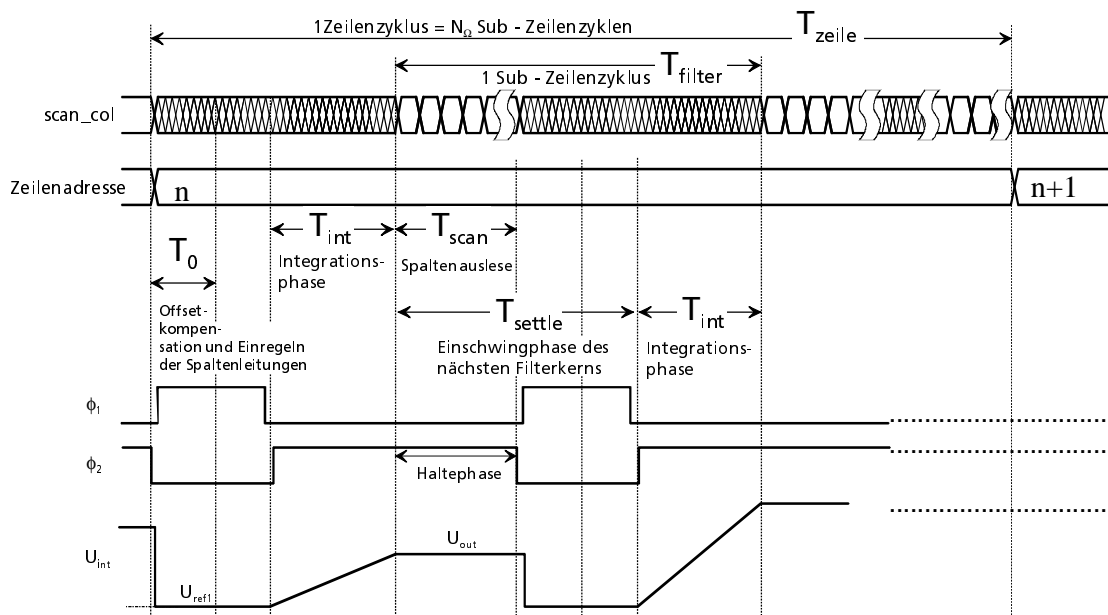 1Zeilenzyklus = NΩ Sub - Zeilenzyklen
Tzeile
Tfilter
1 Sub - Zeilenzyklus
scan_col
Zeilenadresse
n
n+1
Tint
Integrations-
phase
Tscan
Spaltenauslese
T0
Offset-
kompen-
sation und Einregeln
der Spaltenleitungen
Tsettle
Einschwingphase des
nächsten Filterkerns
Tint
Integrations-
phase
ϕ1
ϕ2
Haltephase
Uint
Uref1
Uout